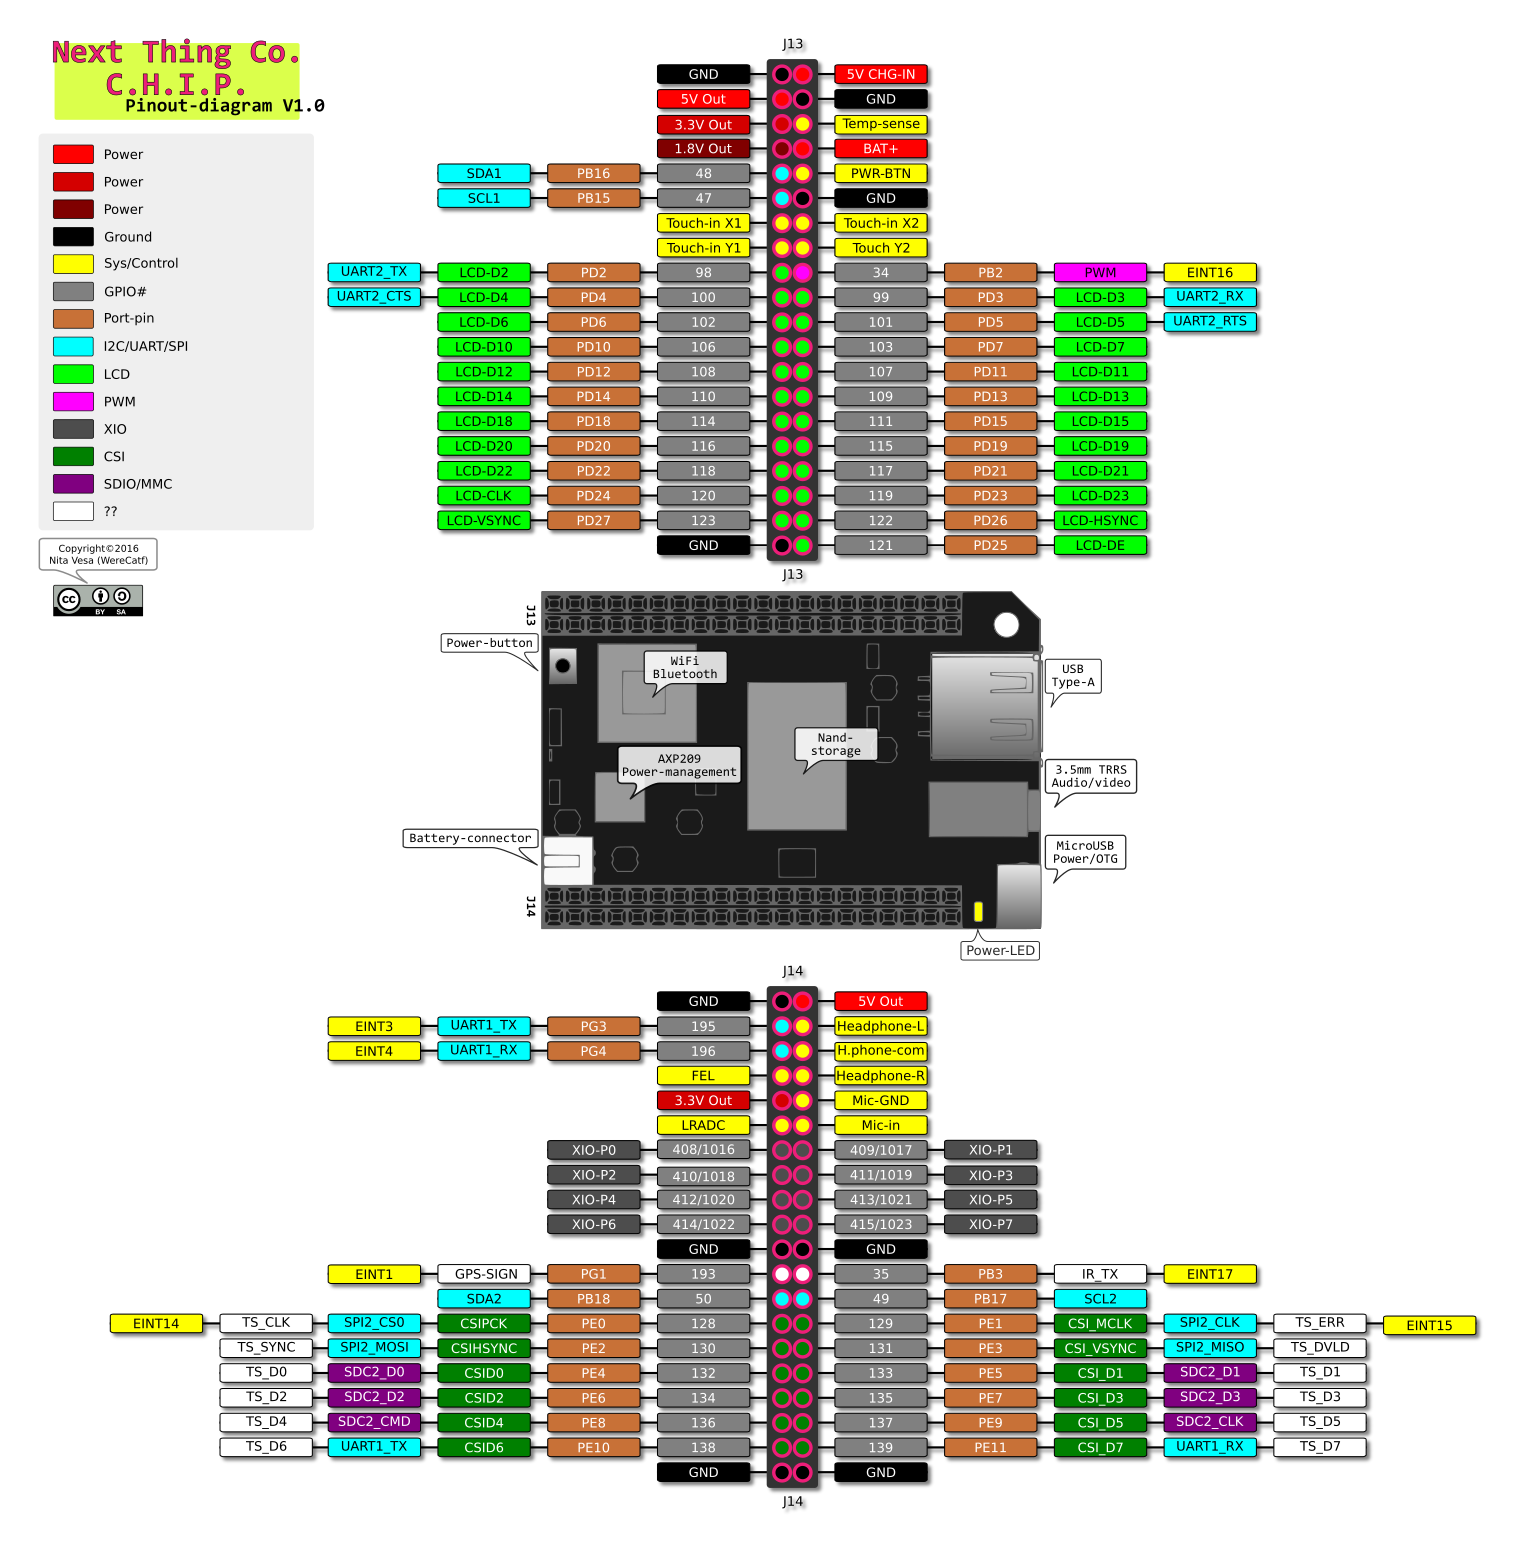 Next Thing Co.
C.H.I.P.
Pinout-diagram V1.0
Power
Power
Power
Ground
Sys/Control
GPIO#
Port-pin
I2C/UART/SPI
LCD
PWM
XIO
CSI
SDIO/MMC
??
Copyright©2016
Nita Vesa (WereCatf)
cc
BY SA
J13
GND 5V CHG-IN
5V Out GND
3.3V Out Temp-sense
1.8V Out BAT+
SDA1 PB16 48 PWR-BTN
SCL1 PB15 47 GND
Touch-in X1 Touch-in X2
Touch-in Y1 Touch Y2
UART2_TX LCD-D2 PD2 98 34 PB2 PWM EINT16
UART2_CTS LCD-D4 PD4 100 99 PD3 LCD-D3 UART2_RX
LCD-D6 PD6 102 101 PD5 LCD-D5 UART2_RTS
LCD-D10 PD10 106 103 PD7 LCD-D7
LCD-D12 PD12 108 107 PD11 LCD-D11
LCD-D14 PD14 110 109 PD13 LCD-D13
LCD-D18 PD18 114 111 PD15 LCD-D15
LCD-D20 PD20 116 115 PD19 LCD-D19
LCD-D22 PD22 118 117 PD21 LCD-D21
LCD-CLK PD24 120 119 PD23 LCD-D23
LCD-VSYNC PD27 123 122 PD26 LCD-HSYNC
GND 121 PD25 LCD-DE
J13
J13
Power-button
WiFi
Bluetooth
USB
Type-A
Nand-
storage
AXP209
Power-management
3.5mm TRRS
Audio/video
Battery-connector
MicroUSB
Power/OTG
J14
Power-LED
J14
GND 5V Out
EINT3 UART1_TX PG3 195 Headphone-L
EINT4 UART1_RX PG4 196 H.phone-com
FEL Headphone-R
3.3V Out Mic-GND
LRADC Mic-in
XIO-P0 408/1016 409/1017 XIO-P1
XIO-P2 410/1018 411/1019 XIO-P3
XIO-P4 412/1020 413/1021 XIO-P5
XIO-P6 414/1022 415/1023 XIO-P7
GND GND
EINT1 GPS-SIGN PG1 193 35 PB3 IR_TX EINT17
SDA2 PB18 50 49 PB17 SCL2
EINT14 TS_CLK SPI2_CS0 CSIPCK PE0 128 129 PE1 CSI_MCLK SPI2_CLK TS_ERR EINT15
TS_SYNC SPI2_MOSI CSIHSYNC PE2 130 131 PE3 CSI_VSYNC SPI2_MISO TS_DVLD
TS_D0 SDC2_D0 CSID0 PE4 132 133 PE5 CSI_D1 SDC2_D1 TS_D1
TS_D2 SDC2_D2 CSID2 PE6 134 135 PE7 CSI_D3 SDC2_D3 TS_D3
TS_D4 SDC2_CMD CSID4 PE8 136 137 PE9 CSI_D5 SDC2_CLK TS_D5
TS_D6 UART1_TX CSID6 PE10 138 139 PE11 CSI_D7 UART1_RX TS_D7
GND GND
J14